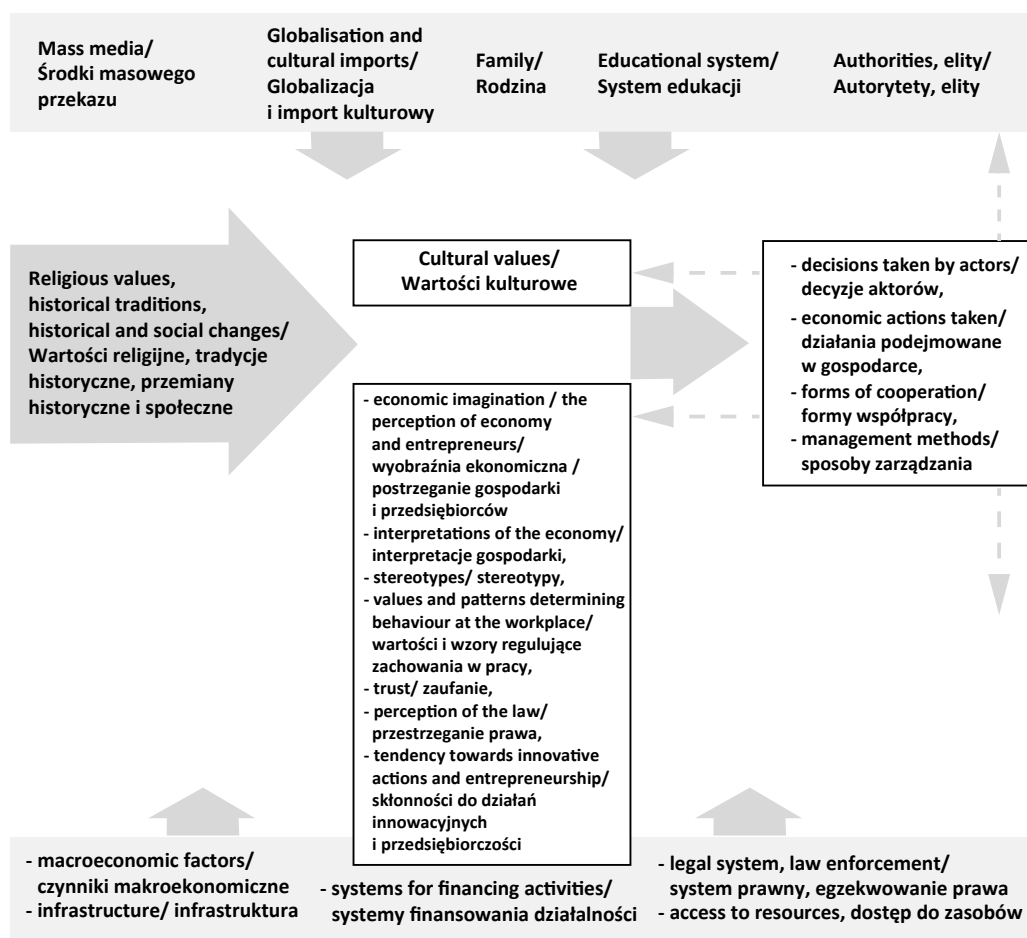 Mass media/
Środki masowego
przekazu
Globalisation and
cultural imports/
Globalizacja
i import kulturowy
Family/
Rodzina
Educational system/
System edukacji
Authorities, elity/
Autorytety, elity
Religious values,
historical traditions,
historical and social changes/
Wartości religijne, tradycje
historyczne, przemiany
historyczne i społeczne
Cultural values/
Wartości kulturowe
- economic imagination / the
perception of economy
and entrepreneurs/
wyobraźnia ekonomiczna /
postrzeganie gospodarki
i przedsiębiorców
- interpretations of the economy/
interpretacje gospodarki,
- stereotypes/ stereotypy,
- values and patterns determining
behaviour at the workplace/
wartości i wzory regulujące
zachowania w pracy,
- trust/ zaufanie,
- perception of the law/
przestrzeganie prawa,
- tendency towards innovative
actions and entrepreneurship/
skłonności do działań
innowacyjnych
i przedsiębiorczości
- decisions taken by actors/
decyzje aktorów,
- economic actions taken/
działania podejmowane
w gospodarce,
- forms of cooperation/
formy współpracy,
- management methods/
sposoby zarządzania
- macroeconomic factors/
czynniki makroekonomiczne
- infrastructure/ infrastruktura
- systems for financing activities/
systemy finansowania działalności
- legal system, law enforcement/
system prawny, egzekwowanie prawa
- access to resources, dostęp do zasobów